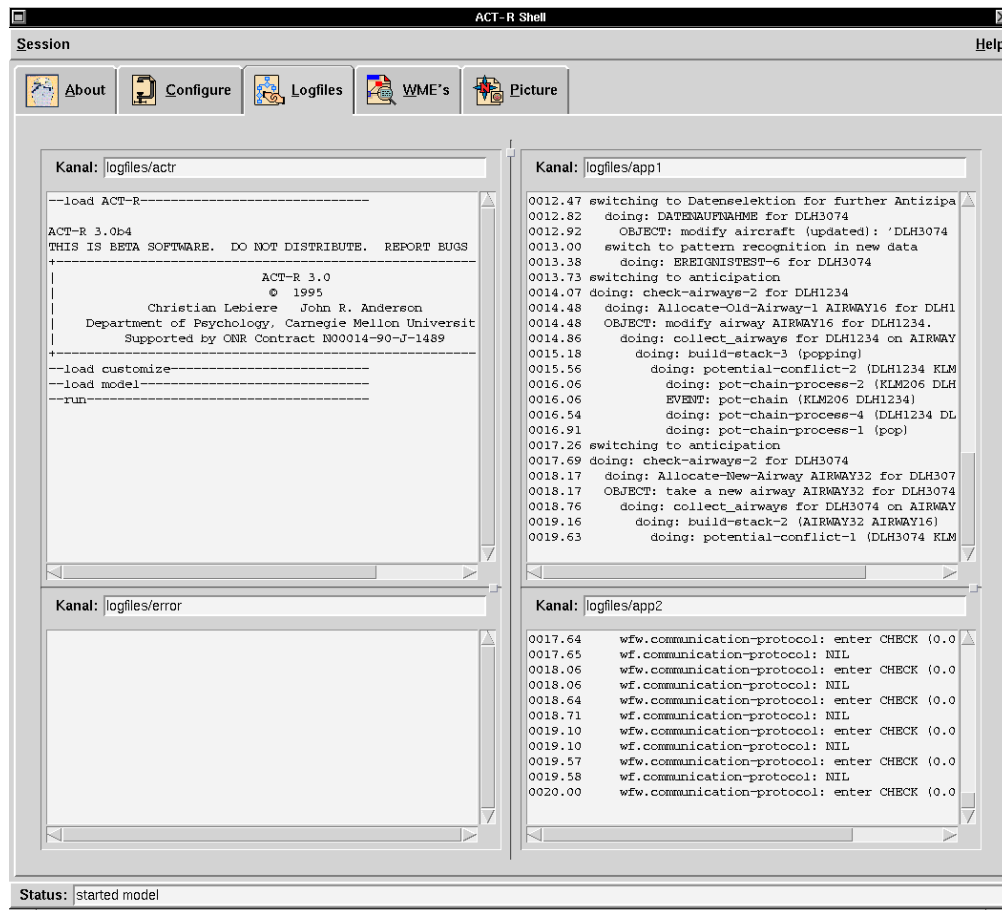 ACT-R Shell
Session Help
About Configure Logfiles WME's Picture
Kanal: logfiles/actr
--load ACT-R-------------------------------
ACT-R 3.0b4
THIS IS BETA SOFTWARE. DO NOT DISTRIBUTE. REPORT BUGS
+----------------------------------------------------------
| ACT-R 3.0
| © 1995
| Christian Lebiere John R. Anderson
| Department of Psychology, Carnegie Mellon Universit
| Supported by ONR Contract N00014-90-J-1489
+----------------------------------------------------------
--load customize---------------------------
--load model-------------------------------
--run--------------------------------------
Kanal: logfiles/app1
0012.47 switching to Datenselektion for further Antizipa
0012.82 doing: DATENAUFNAHME for DLH3074
0012.92 OBJECT: modify aircraft (updated): 'DLH3074
0013.00 switch to pattern recognition in new data
0013.38 doing: EREIGNISTEST-6 for DLH3074
0013.73 switching to anticipation
0014.07 doing: check-airways-2 for DLH1234
0014.48 doing: Allocate-Old-Airway-1 AIRWAY16 for DLH1
0014.48 OBJECT: modify airway AIRWAY16 for DLH1234.
0014.86 doing: collect_airways for DLH1234 on AIRWAY
0015.18 doing: build-stack-3 (popping)
0015.56 doing: potential-conflict-2 (DLH1234 KLM
0016.06 doing: pot-chain-process-2 (KLM206 DLH
0016.06 EVENT: pot-chain (KLM206 DLH1234)
0016.54 doing: pot-chain-process-4 (DLH1234 DL
0016.91 doing: pot-chain-process-1 (pop)
0017.26 switching to anticipation
0017.69 doing: check-airways-2 for DLH3074
0018.17 doing: Allocate-New-Airway AIRWAY32 for DLH307
0018.17 OBJECT: take a new airway AIRWAY32 for DLH3074
0018.76 doing: collect_airways for DLH3074 on AIRWAY
0019.16 doing: build-stack-2 (AIRWAY32 AIRWAY16)
0019.63 doing: potential-conflict-1 (DLH3074 KLM
Kanal: logfiles/error
Kanal: logfiles/app2
0017.64 wfw.communication-protocol: enter CHECK (0.0
0017.65 wf.communication-protocol: NIL
0018.06 wfw.communication-protocol: enter CHECK (0.0
0018.06 wf.communication-protocol: NIL
0018.64 wfw.communication-protocol: enter CHECK (0.0
0018.71 wf.communication-protocol: NIL
0019.10 wfw.communication-protocol: enter CHECK (0.0
0019.10 wf.communication-protocol: NIL
0019.57 wfw.communication-protocol: enter CHECK (0.0
0019.58 wf.communication-protocol: NIL
0020.00 wfw.communication-protocol: enter CHECK (0.0
Status: started model